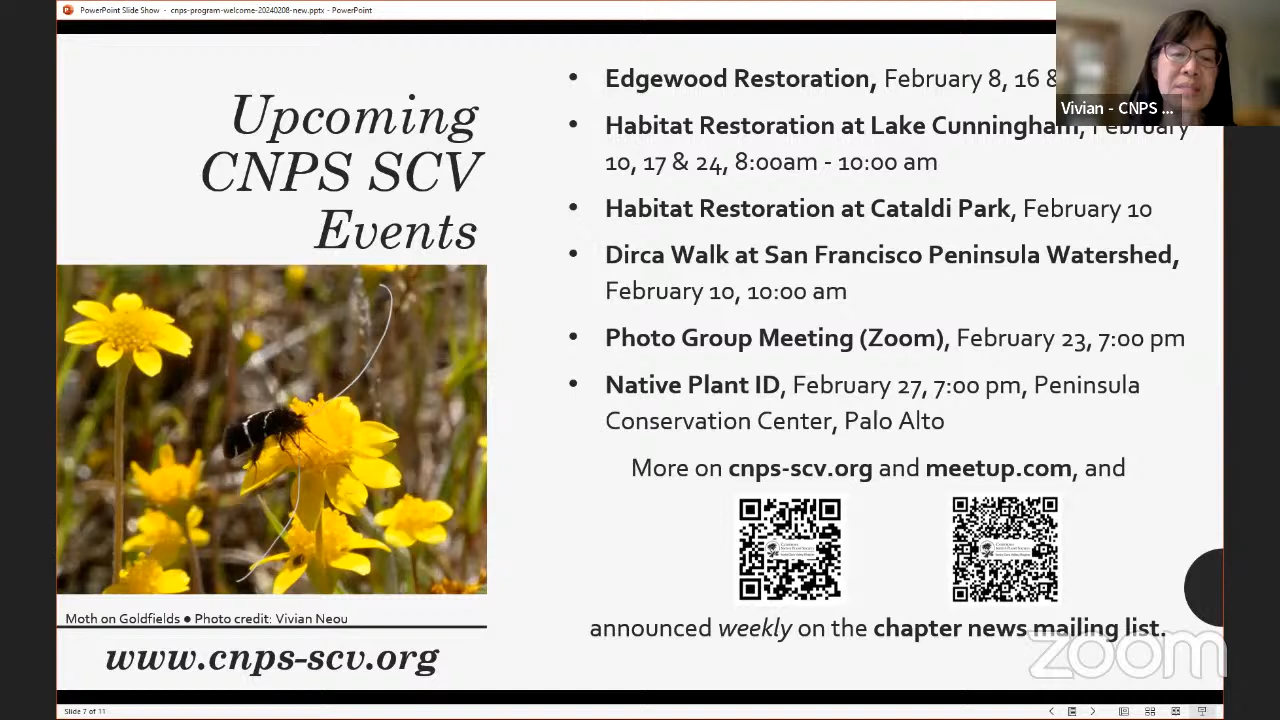 PowerPoint Slide Show - cnps-program-welcome-20240208-new.pptx - PowerPoint
Upcoming
CNPS SCV
Events
Moth on Goldfields ● Photo credit: Vivian Neou
www.cnps-scv.org
• Edgewood Restoration, February 8, 16 &
• Habitat Restoration at Lake Cunningham, February
10, 17 & 24, 8:00am - 10:00 am
• Habitat Restoration at Cataldi Park, February 10
• Dirca Walk at San Francisco Peninsula Watershed,
February 10, 10:00 am
• Photo Group Meeting (Zoom), February 23, 7:00 pm
• Native Plant ID, February 27, 7:00 pm, Peninsula
Conservation Center, Palo Alto
More on cnps-scv.org and meetup.com, and
announced weekly on the chapter news mailing list.
Vivian - CNPS ...
zoom
Slide 7 of 11